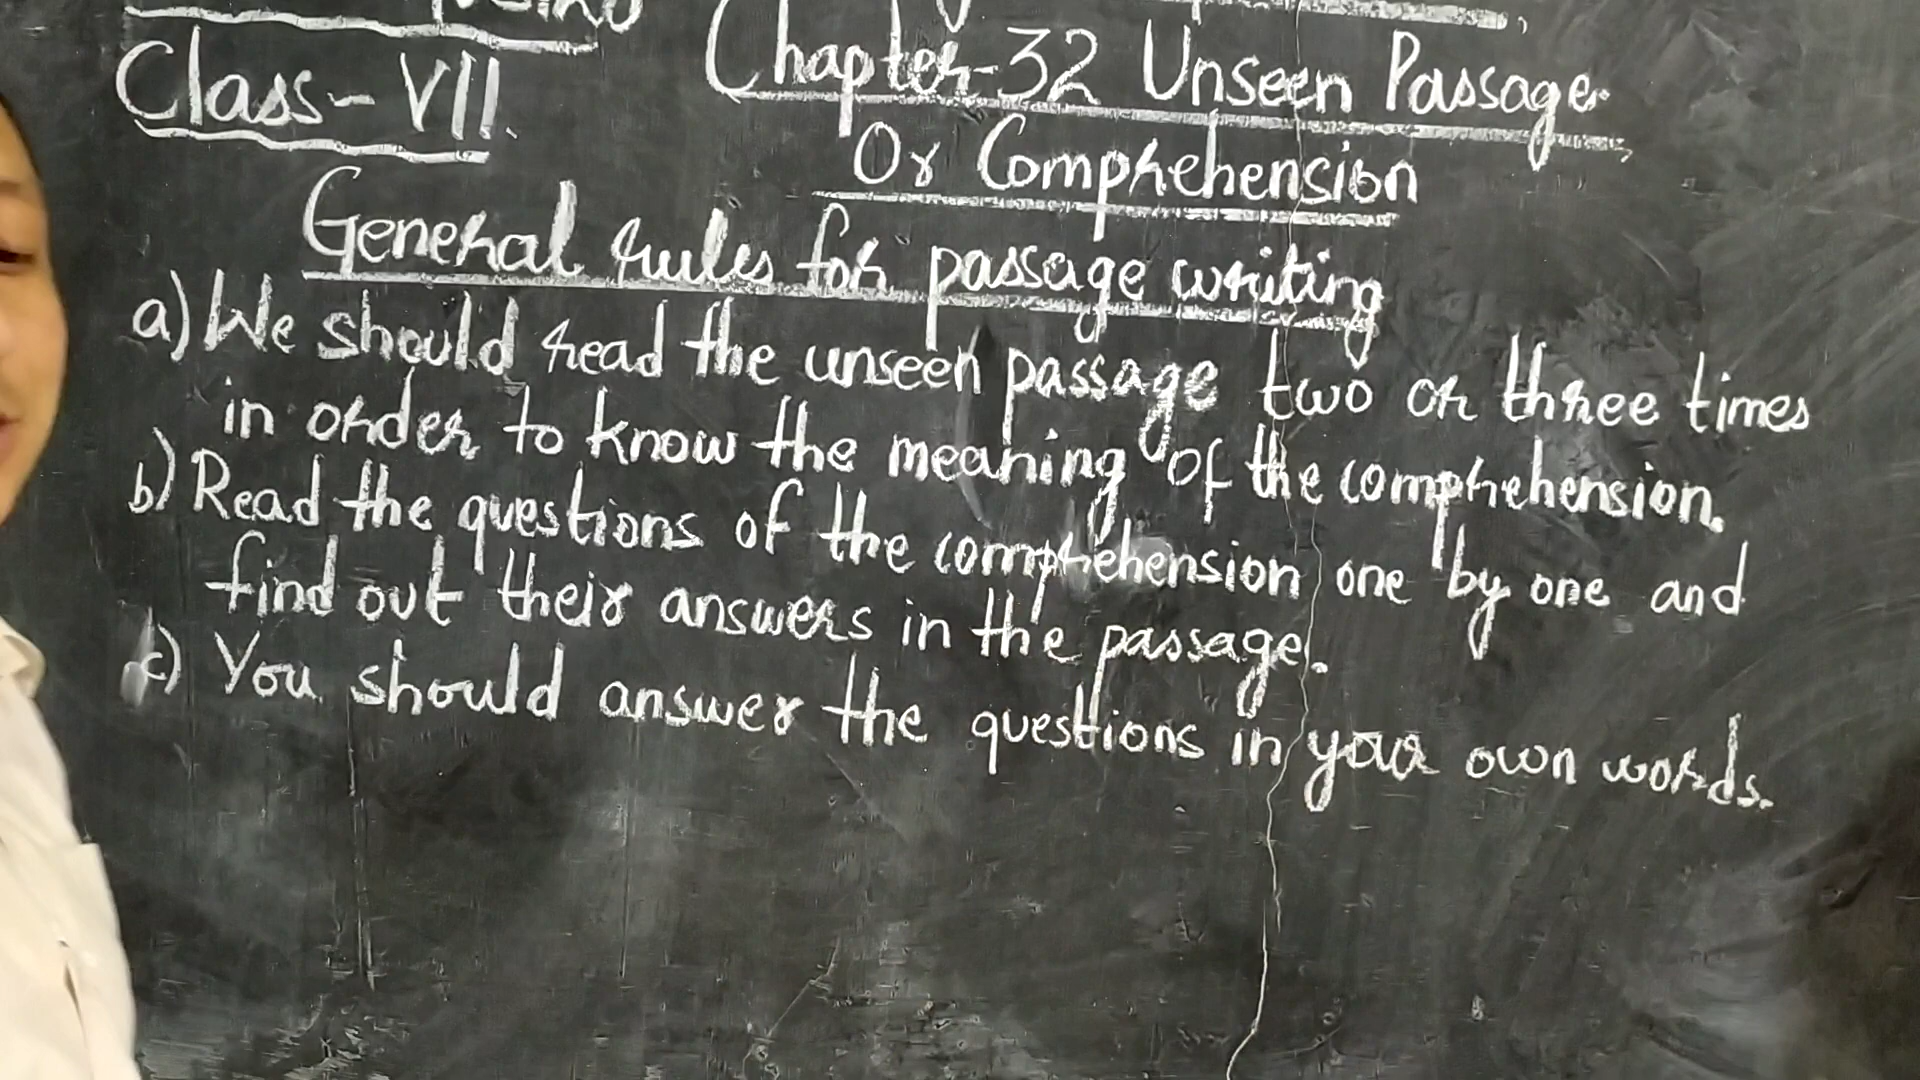 Class- VII.
Chapter-32 Unseen Passage.
Or Comprehension
General rules for passage writing
a) We should read the unseen passage two or three times
in order to know the meaning of the comprehension.
b) Read the questions of the comprehension one by one and
find out their answers in the passage.
c) You should answer the questions in your own words.